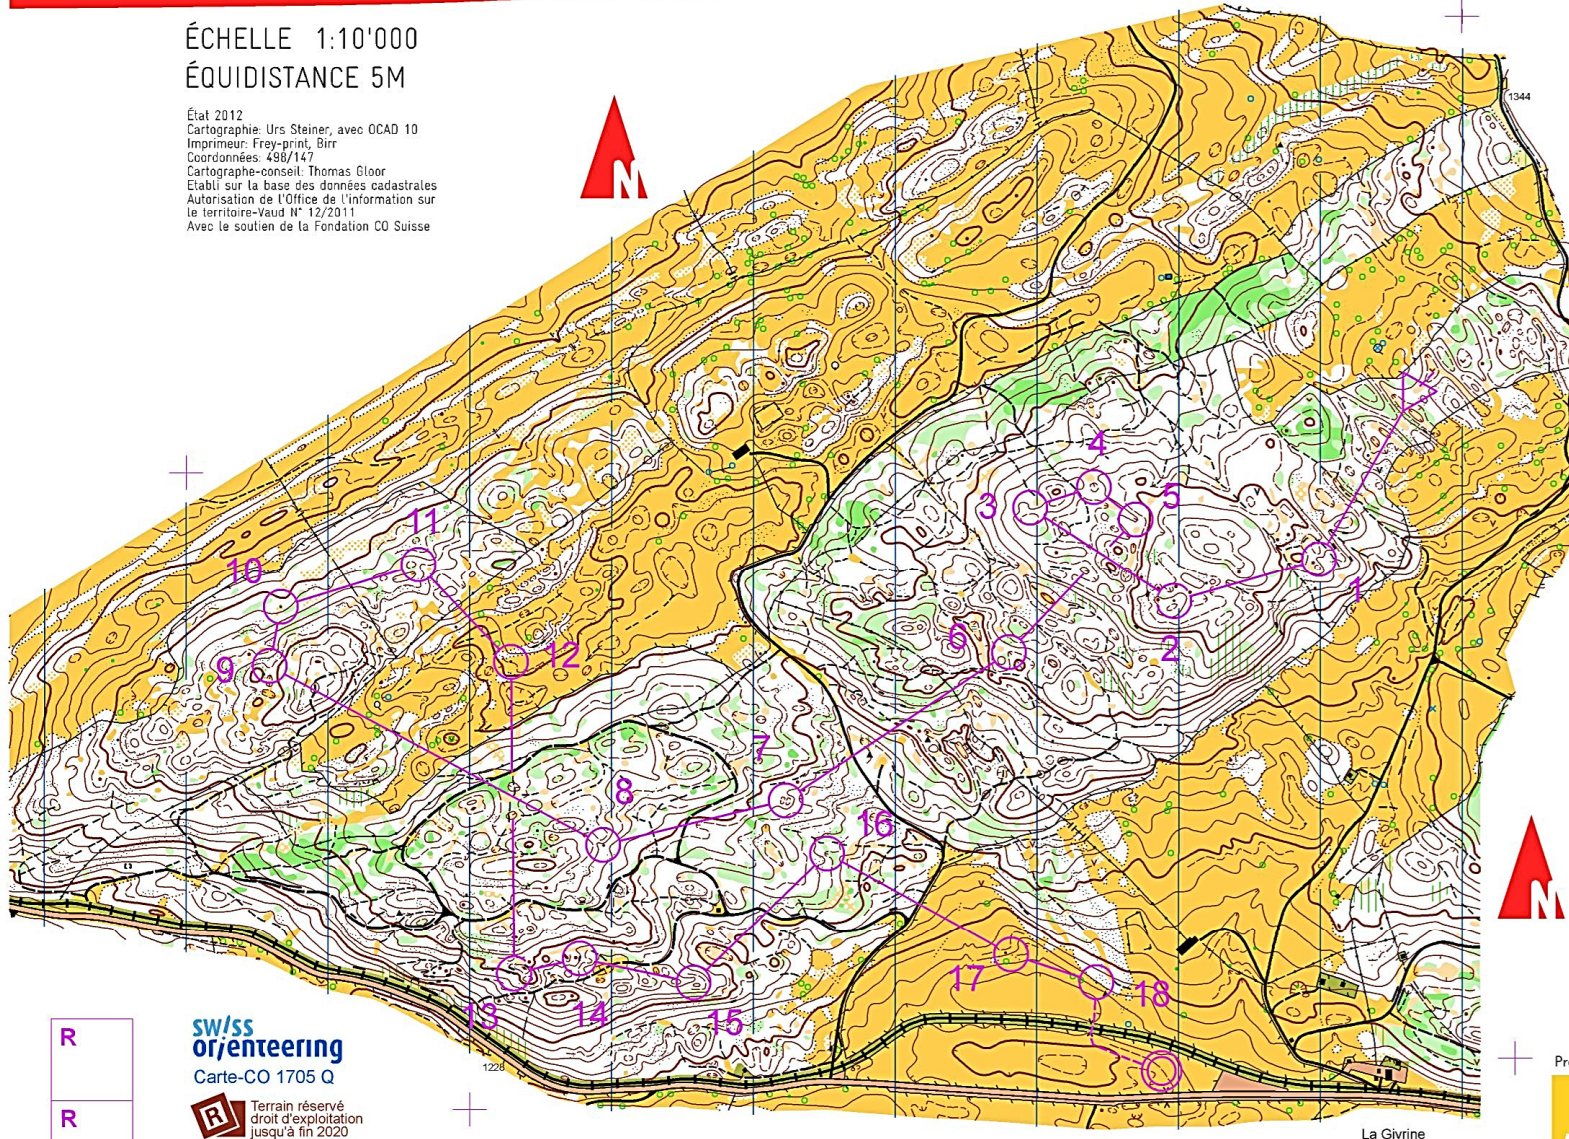 ÉCHELLE 1:10'000
ÉQUIDISTANCE 5M
État 2012
Cartographie: Urs Steiner, avec OCAD 10
Imprimeur: Frey-print, Birr
Coordonnées: 498/147
Cartographe-conseil: Thomas Gloor
Etabli sur la base des données cadastrales
Autorisation de l'Office de l'information sur
le territoire-Vaud N° 12/2011
Avec le soutien de la Fondation CO Suisse
N
1344
4
5
3
11
10
1
6
2
12
9
7
8
16
N
17
18
13
14
15
R
sw/ss
or/enteering
Carte-CO 1705 Q
1228
R
R
Terrain réservé
droit d'exploitation
jusqu'à fin 2020
La Givrine